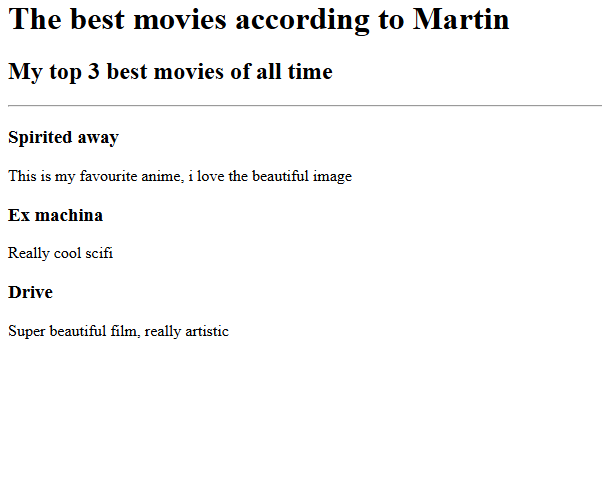 The best movies according to Martin
My top 3 best movies of all time
Spirited away
This is my favourite anime, i love the beautiful image
Ex machina
Really cool scifi
Drive
Super beautiful film, really artistic